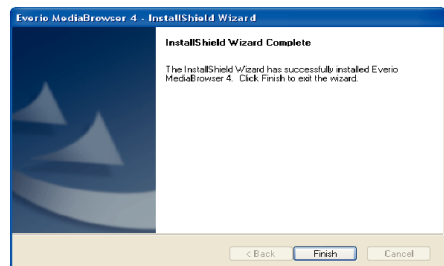 Everio MediaBrowser 4 - InstallShield Wizard
InstallShield Wizard Complete
The InstallShield Wizard has successfully installed Everio
MediaBrowser 4. Click Finish to exit the wizard.
< Back
Finish
Cancel